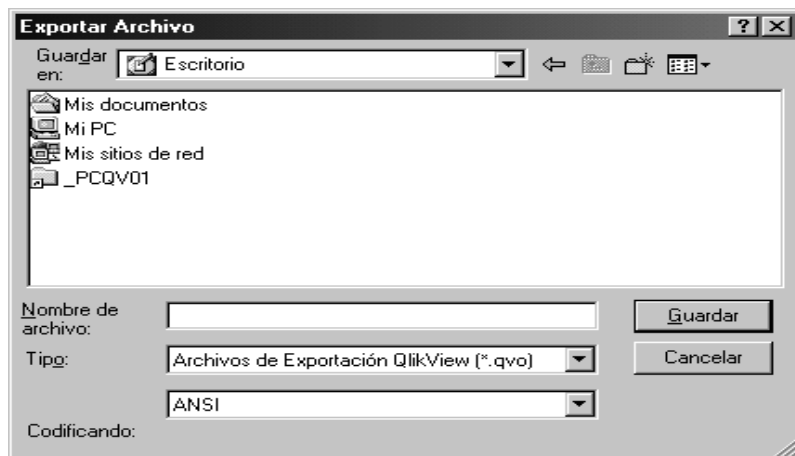 Exportar Archivo
Guardar en:
Escritorio
Mis documentos
Mi PC
Mis sitios de red
_PCQV01
Nombre de archivo:
Guardar
Tipo:
Archivos de Exportación QlikView (*.qvo)
Cancelar
ANSI
Codificando: